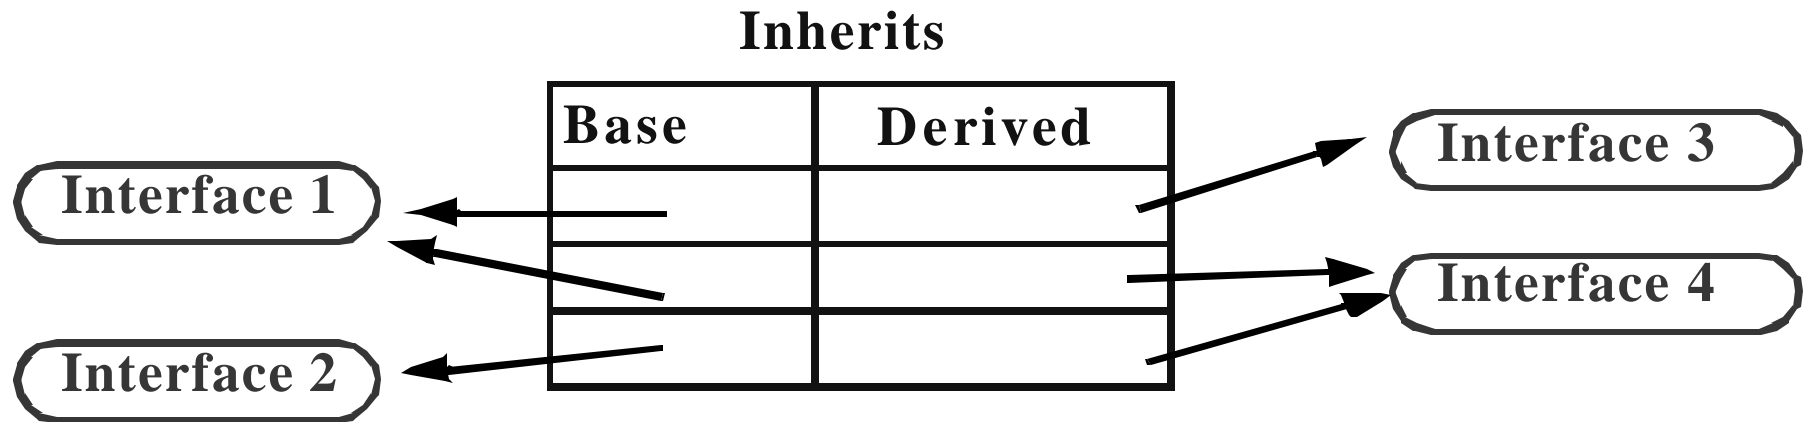 Inherits
Base
Derived
Interface 1
Interface 2
Interface 3
Interface 4